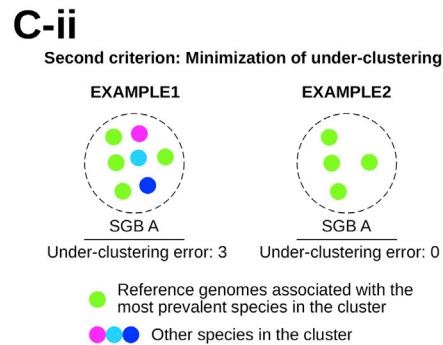 C-ii
Second criterion: Minimization of under-clustering
EXAMPLE1
EXAMPLE2
SGB A
SGB A
Under-clustering error: 3
Under-clustering error: 0
Reference genomes associated with the
most prevalent species in the cluster
Other species in the cluster